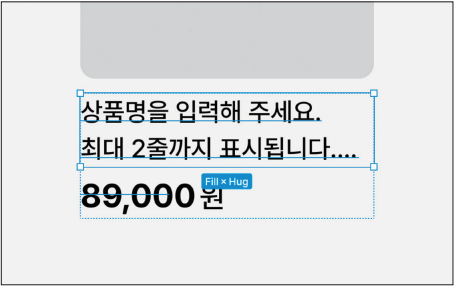 상품명을 입력해 주세요.
최대 2줄까지 표시됩니다....
Fill × Hug
89,000 원